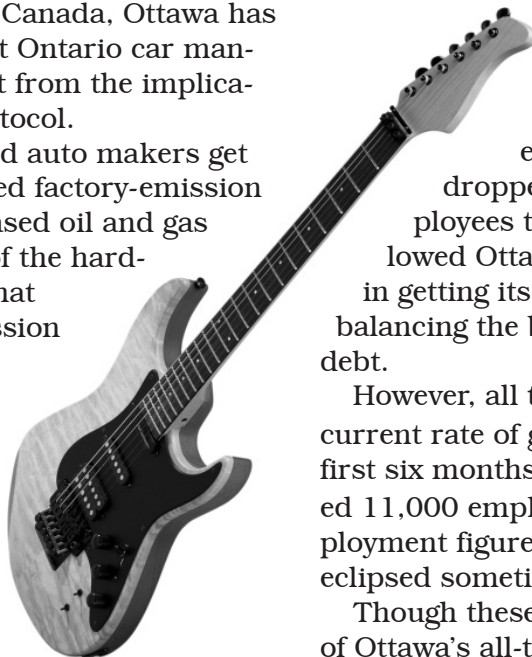 Canada, Ottawa has
t Ontario car man-
t from the implica-
tocol.
d auto makers get
ed factory-emission
ased oil and gas
of the hard-
hat
ssion
e
droppe
ployees t
lowed Otta
in getting its
balancing the b
debt.
However, all t
current rate of g
first six months
ed 11,000 empl
ployment figure
eclipsed someti
Though these
of Ottawa's all-t